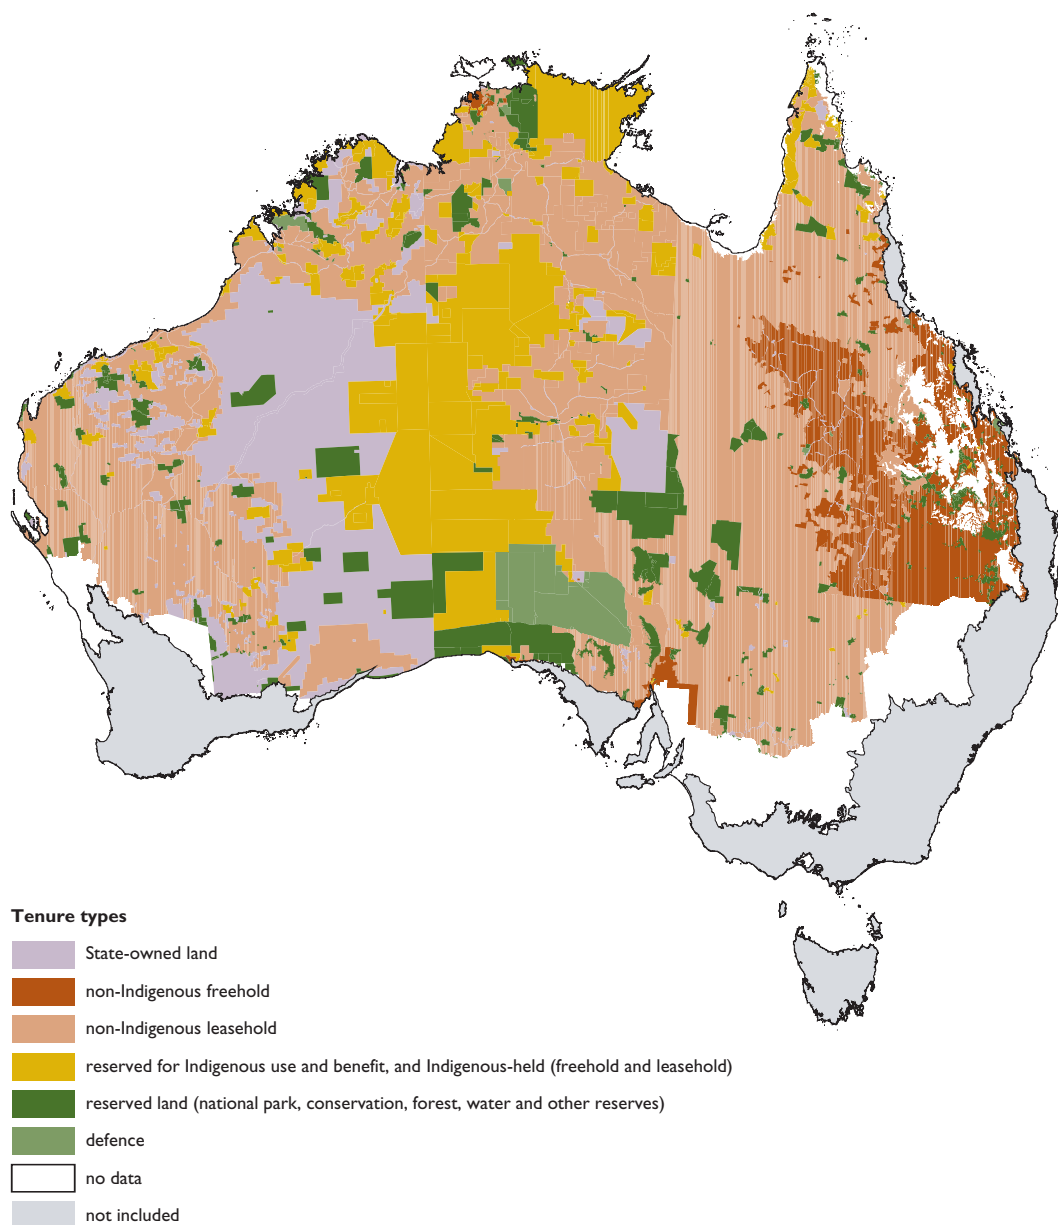 Tenure types
State-owned land
non-Indigenous freehold
non-Indigenous leasehold
reserved for Indigenous use and benefit, and Indigenous-held (freehold and leasehold)
reserved land (national park, conservation, forest, water and other reserves)
defence
no data
not included